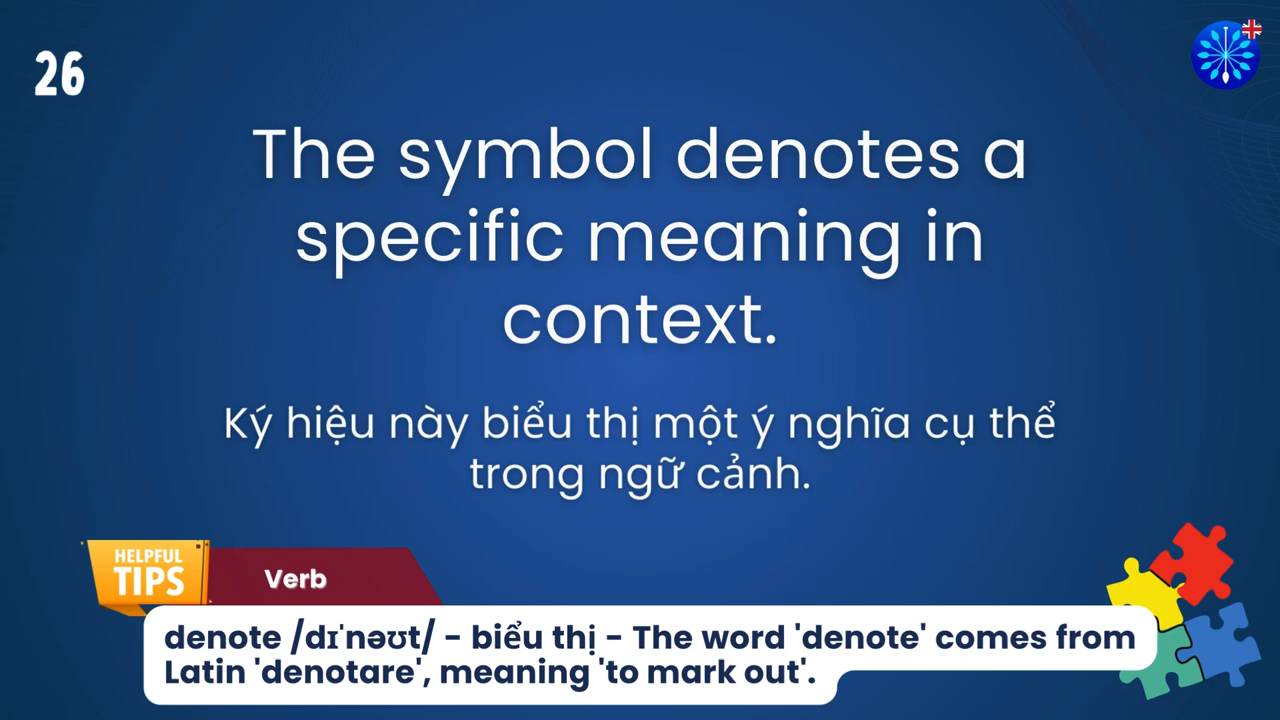 26
The symbol denotes a
specific meaning in
context.
Ký hiệu này biểu thị một ý nghĩa cụ thể
trong ngữ cảnh.
HELPFUL
TIPS
Verb
denote /dɪˈnəʊt/ - biểu thị - The word 'denote' comes from
Latin 'denotare', meaning 'to mark out'.